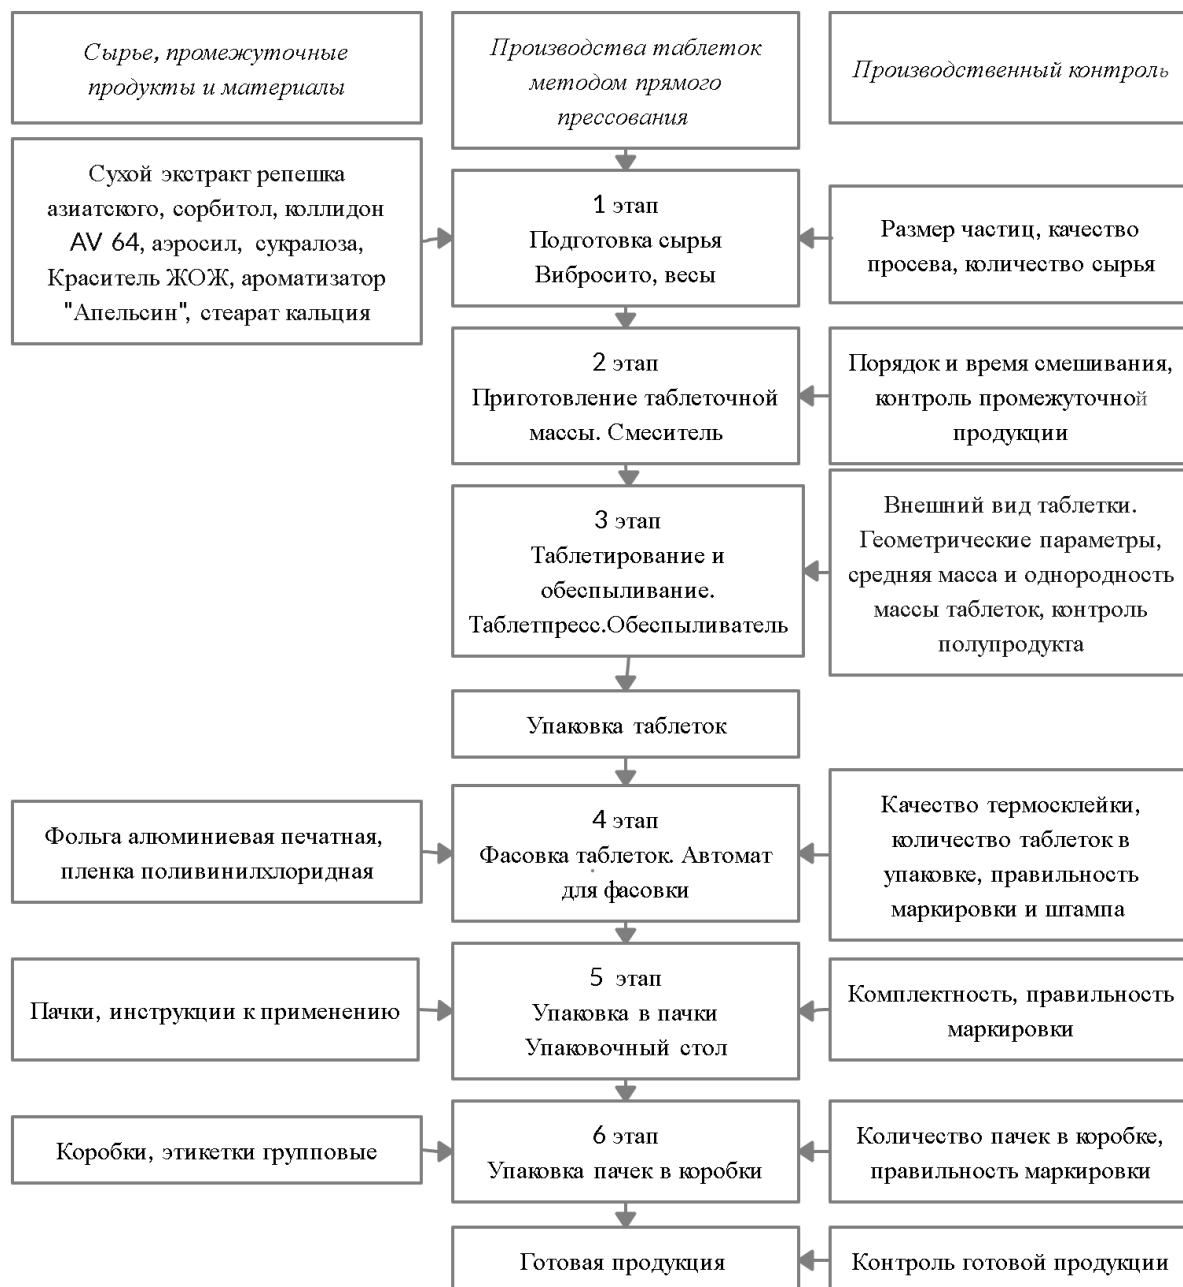 Сырье, промежуточные
продукты и материалы
Производства таблеток
методом прямого
прессования
Производственный контроль
Сухой экстракт репешка
азиатского, сорбитол, коллидон
AV 64, аэросил, сукралоза,
Краситель ЖОЖ, ароматизатор
"Апельсин", стеарат кальция
1 этап
Подготовка сырья
Вибросито, весы
Размер частиц, качество
просева, количество сырья
2 этап
Приготовление таблеточной
массы. Смеситель
Порядок и время смешивания,
контроль промежуточной
продукции
3 этап
Таблетирование и
обеспыливание.
Таблетпресс.Обеспыливатель
Внешний вид таблетки.
Геометрические параметры,
средняя масса и однородность
массы таблеток, контроль
полупродукта
Упаковка таблеток
Фольга алюминиевая печатная,
пленка поливинилхлоридная
4 этап
Фасовка таблеток. Автомат
для фасовки
Качество термосклейки,
количество таблеток в
упаковке, правильность
маркировки и штампа
Пачки, инструкции к применению
5 этап
Упаковка в пачки
Упаковочный стол
Комплектность, правильность
маркировки
Коробки, этикетки групповые
6 этап
Упаковка пачек в коробки
Количество пачек в коробке,
правильность маркировки
Готовая продукция
Контроль готовой продукции